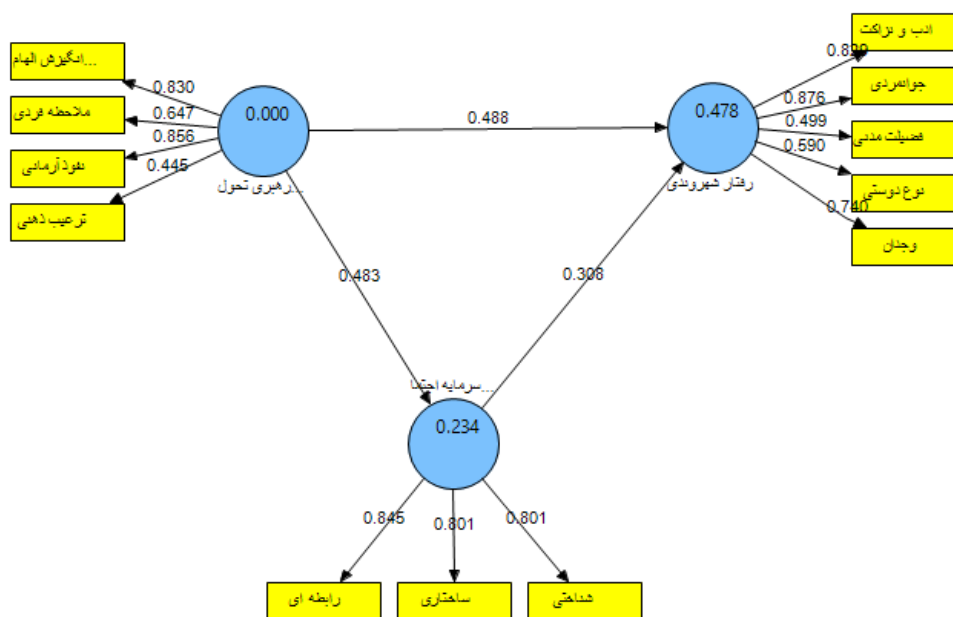 انگیزش الهام...
ملاحظه فردی
نفوذ آرمانی
ترغیب ذهنی
0.830
0.647
0.856
0.445
0.000
رهبری تحول...
0.488
0.483
0.308
0.478
رفتار شهروندی
0.876
0.499
0.590
0.740
ادب و نزاکت
جوانمردی
فضیلت مدنی
نوع دوستی
وجدان
سرمایه اجتما...
0.234
0.845
0.801
0.801
رابطه ای
ساختاری
شناختی